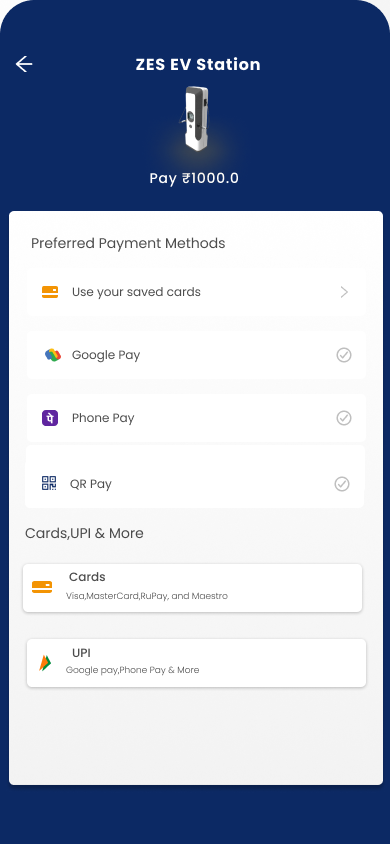 ZES EV Station
Pay ₹1000.0
Preferred Payment Methods
Use your saved cards
Google Pay
पे Phone Pay
QR Pay
Cards,UPI & More
Cards
Visa,MasterCard,RuPay, and Maestro
UPI
Google pay,Phone Pay & More